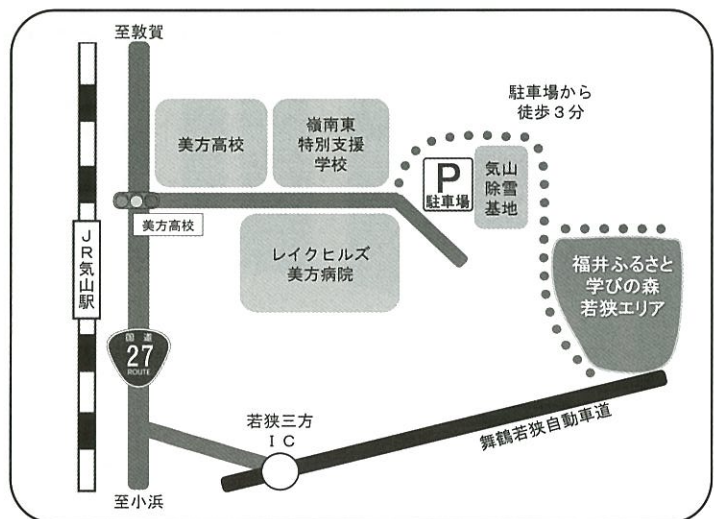 至敦賀
駐車場から
徒歩3分
美方高校
嶺南東
特別支援
学校
P
駐車場
気山
除雪
基地
美方高校
JR気山駅
レイクヒルズ
美方病院
福井ふるさと
学びの森
若狭エリア
国道
27
ROUTE
若狭三方
IC
舞鶴若狭自動車道
至小浜